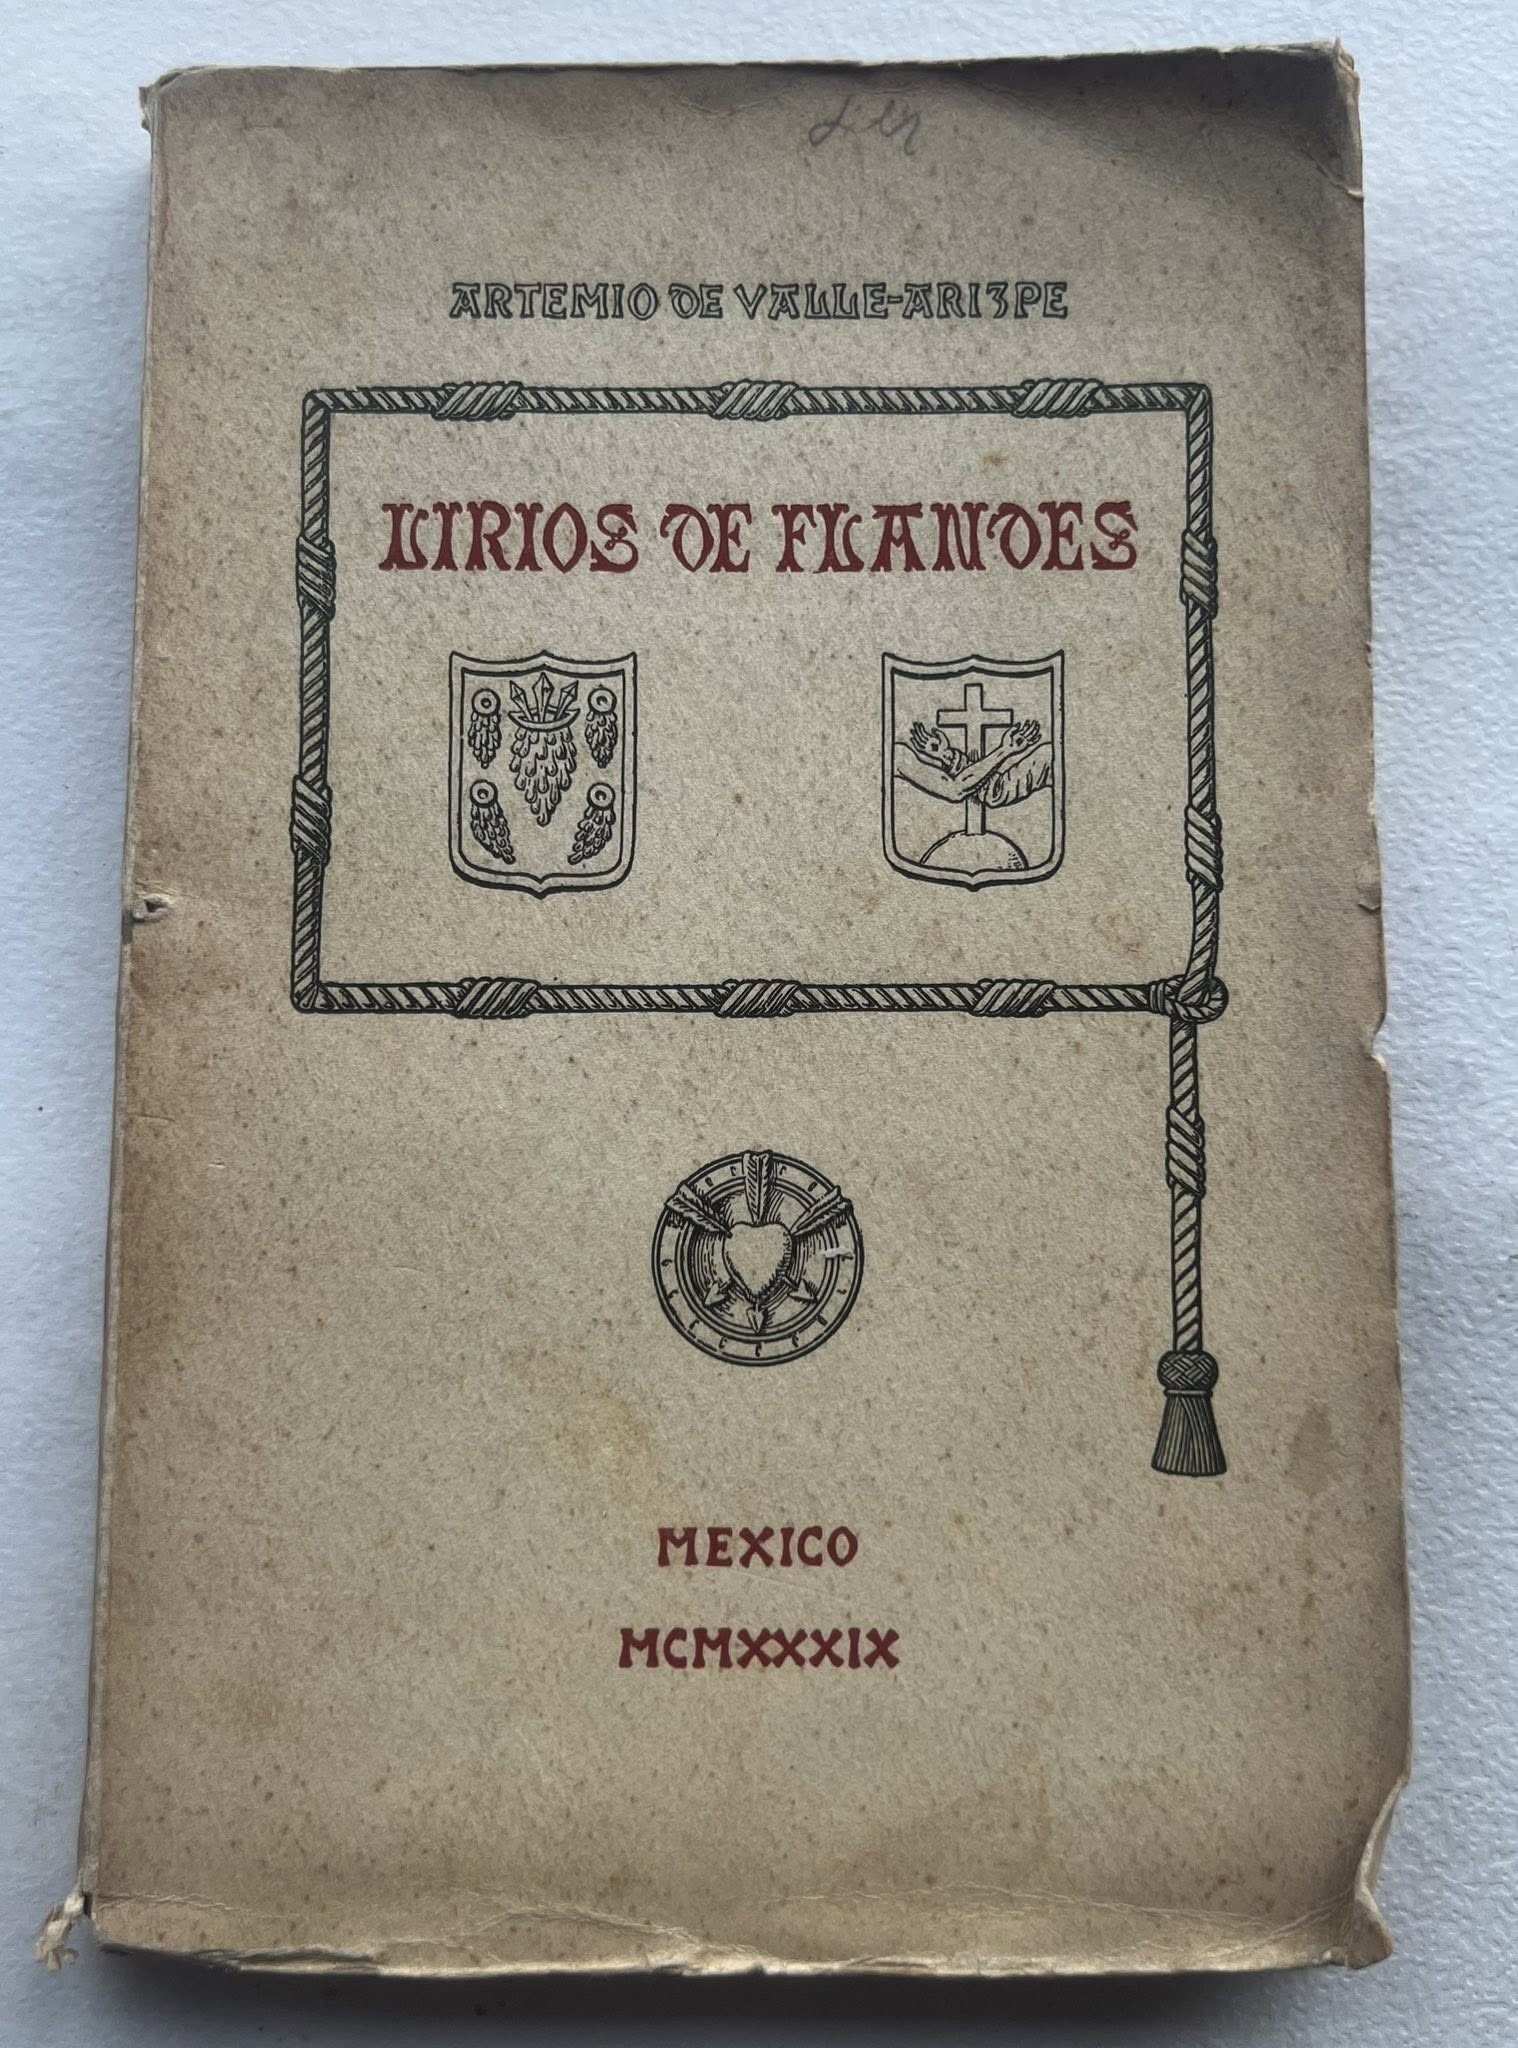 ARTEMIO DE VALLE-ARIZPE
LIRIOS DE FLANDES
MEXICO
MCMXXXIX